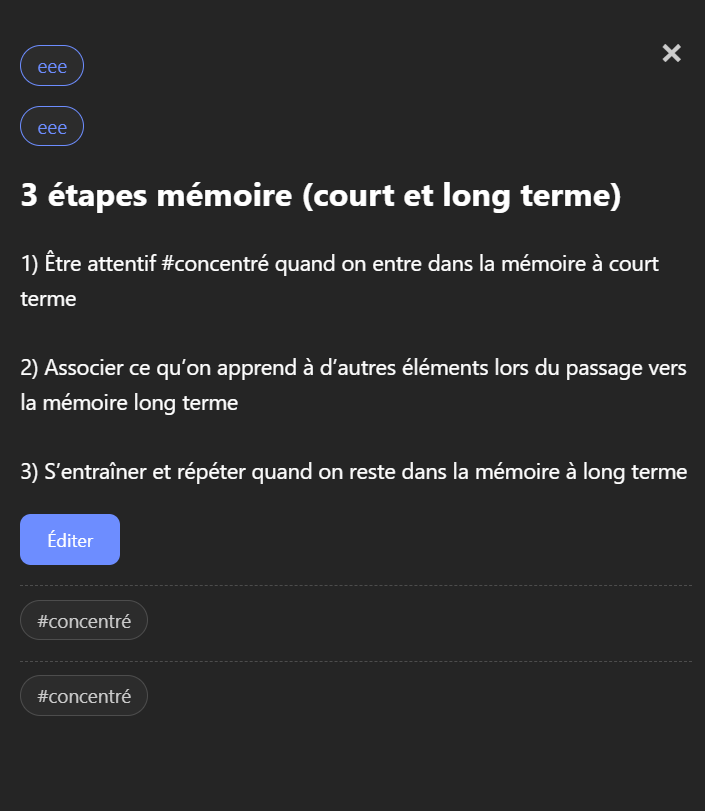 eee
eee
3 étapes mémoire (court et long terme)
1) Être attentif #concentré quand on entre dans la mémoire à court
terme
2) Associer ce qu’on apprend à d’autres éléments lors du passage vers
la mémoire long terme
3) S’entraîner et répéter quand on reste dans la mémoire à long terme
Éditer
#concentré
#concentré